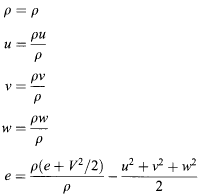 ρ = ρ
u = ρu / ρ
v = ρv / ρ
w = ρw / ρ
e = ρ(e + V²/2) / ρ − u² + v² + w² / 2